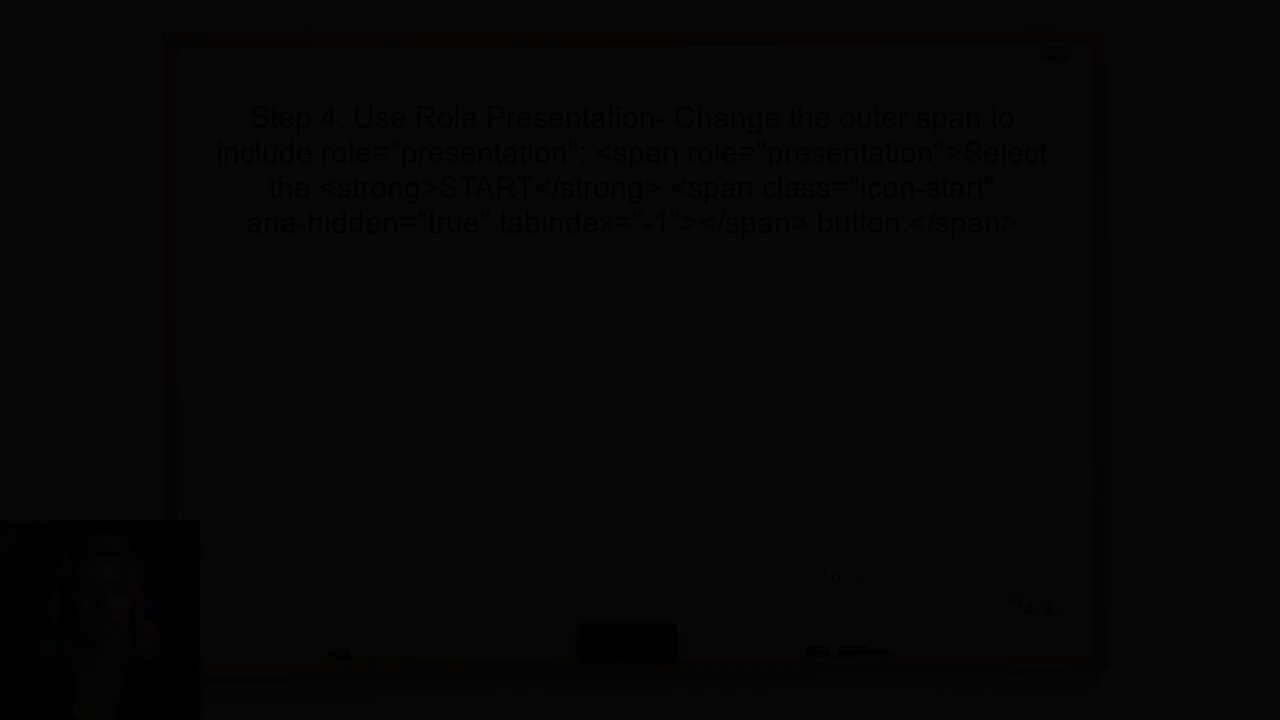 Step 4: Use Role Presentation- Change the outer span to
include role="presentation": <span role="presentation">Select
the <strong>START</strong> <span class="icon-start"
aria-hidden="true" tabindex="-1"></span> button.</span>